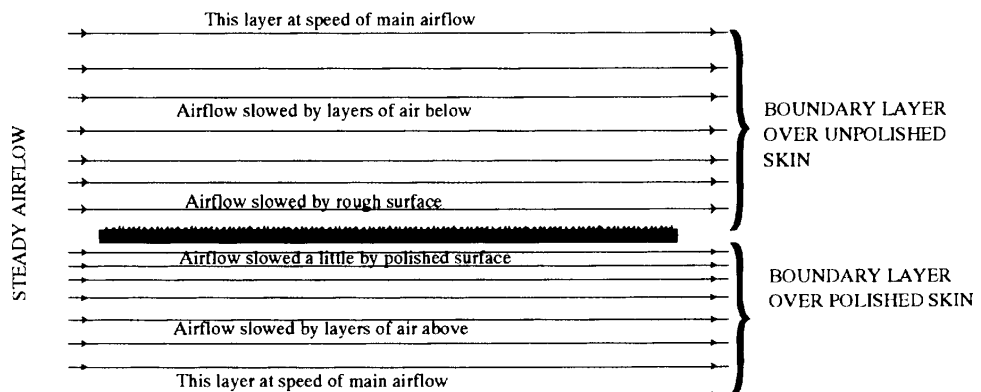 This layer at speed of main airflow
Airflow slowed by layers of air below
Airflow slowed by rough surface
BOUNDARY LAYER
OVER UNPOLISHED
SKIN
STEADY AIRFLOW
Airflow slowed a little by polished surface
Airflow slowed by layers of air above
This layer at speed of main airflow
BOUNDARY LAYER
OVER POLISHED SKIN